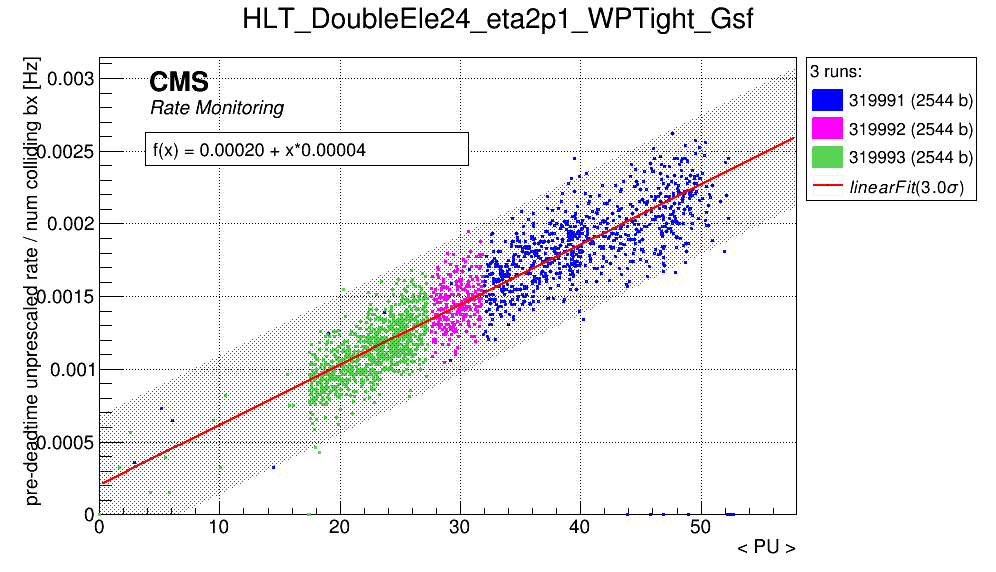 HLT_DoubleEle24_eta2p1_WPTight_Gsf
pre-deadtime unprescaled rate / num colliding bx [Hz]
0.003
0.0025
0.002
0.0015
0.001
0.0005
0
CMS
Rate Monitoring
f(x) = 0.00020 + x*0.00004
0 10 20 30 40 50
< PU >
3 runs:
319991 (2544 b)
319992 (2544 b)
319993 (2544 b)
linearFit(3.0σ)